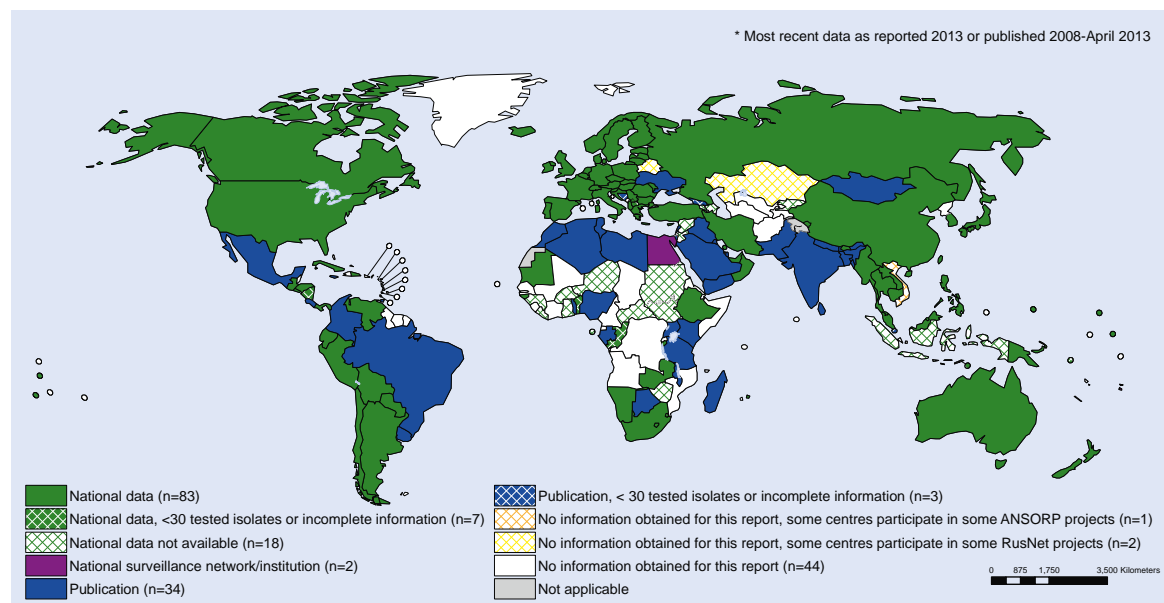 * Most recent data as reported 2013 or published 2008-April 2013
National data (n=83)
National data, <30 tested isolates or incomplete information (n=7)
National data not available (n=18)
National surveillance network/institution (n=2)
Publication (n=34)
Publication, < 30 tested isolates or incomplete information (n=3)
No information obtained for this report, some centres participate in some ANSORP projects (n=1)
No information obtained for this report, some centres participate in some RusNet projects (n=2)
No information obtained for this report (n=44)
Not applicable
0 875 1,750 3,500 Kilometers